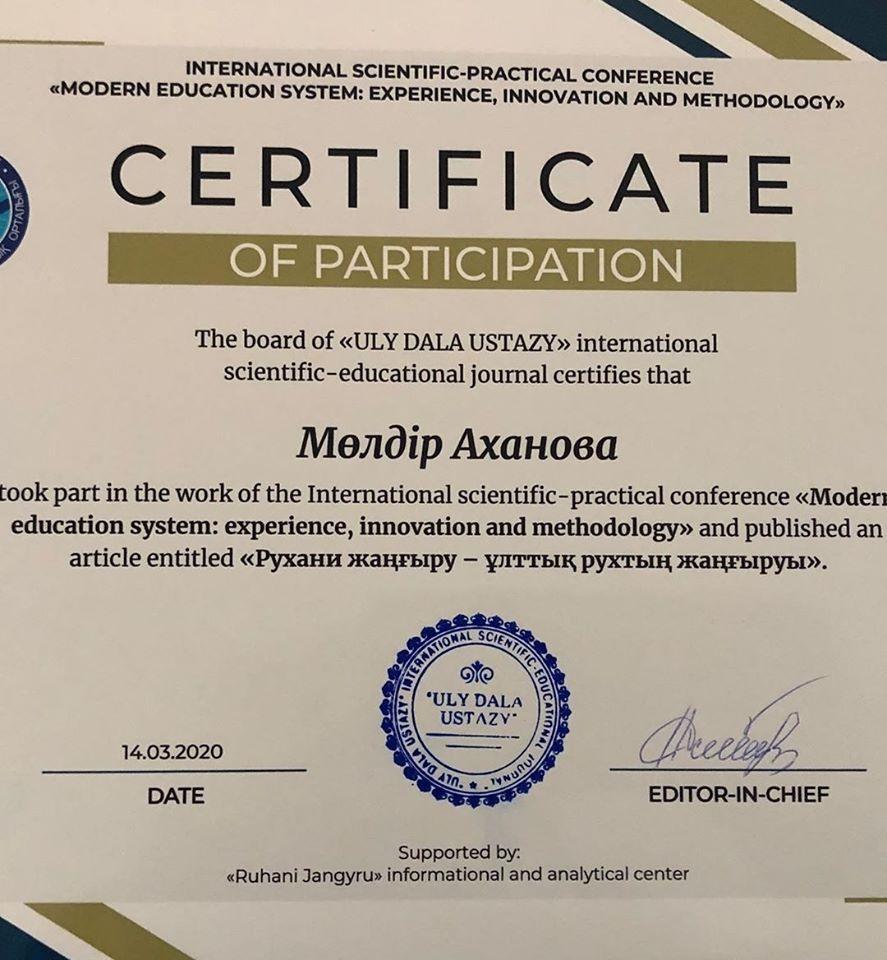 INTERNATIONAL SCIENTIFIC-PRACTICAL CONFERENCE
«MODERN EDUCATION SYSTEM: EXPERIENCE, INNOVATION AND METHODOLOGY»
CERTIFICATE
OF PARTICIPATION
ОРТАЛЫҒЫ
The board of «ULY DALA USTAZY» international
scientific-educational journal certifies that
Мөлдір Аханова
took part in the work of the International scientific-practical conference «Modern
education system: experience, innovation and methodology» and published an
article entitled «Рухани жаңғыру – ұлттық рухтың жаңғыруы».
"ULY DALA USTAZY" INTERNATIONAL SCIENTIFIC-EDUCATIONAL JOURNAL
"ULY DALA
USTAZY"
14.03.2020
DATE
EDITOR-IN-CHIEF
Supported by:
«Ruhani Jangyru» informational and analytical center